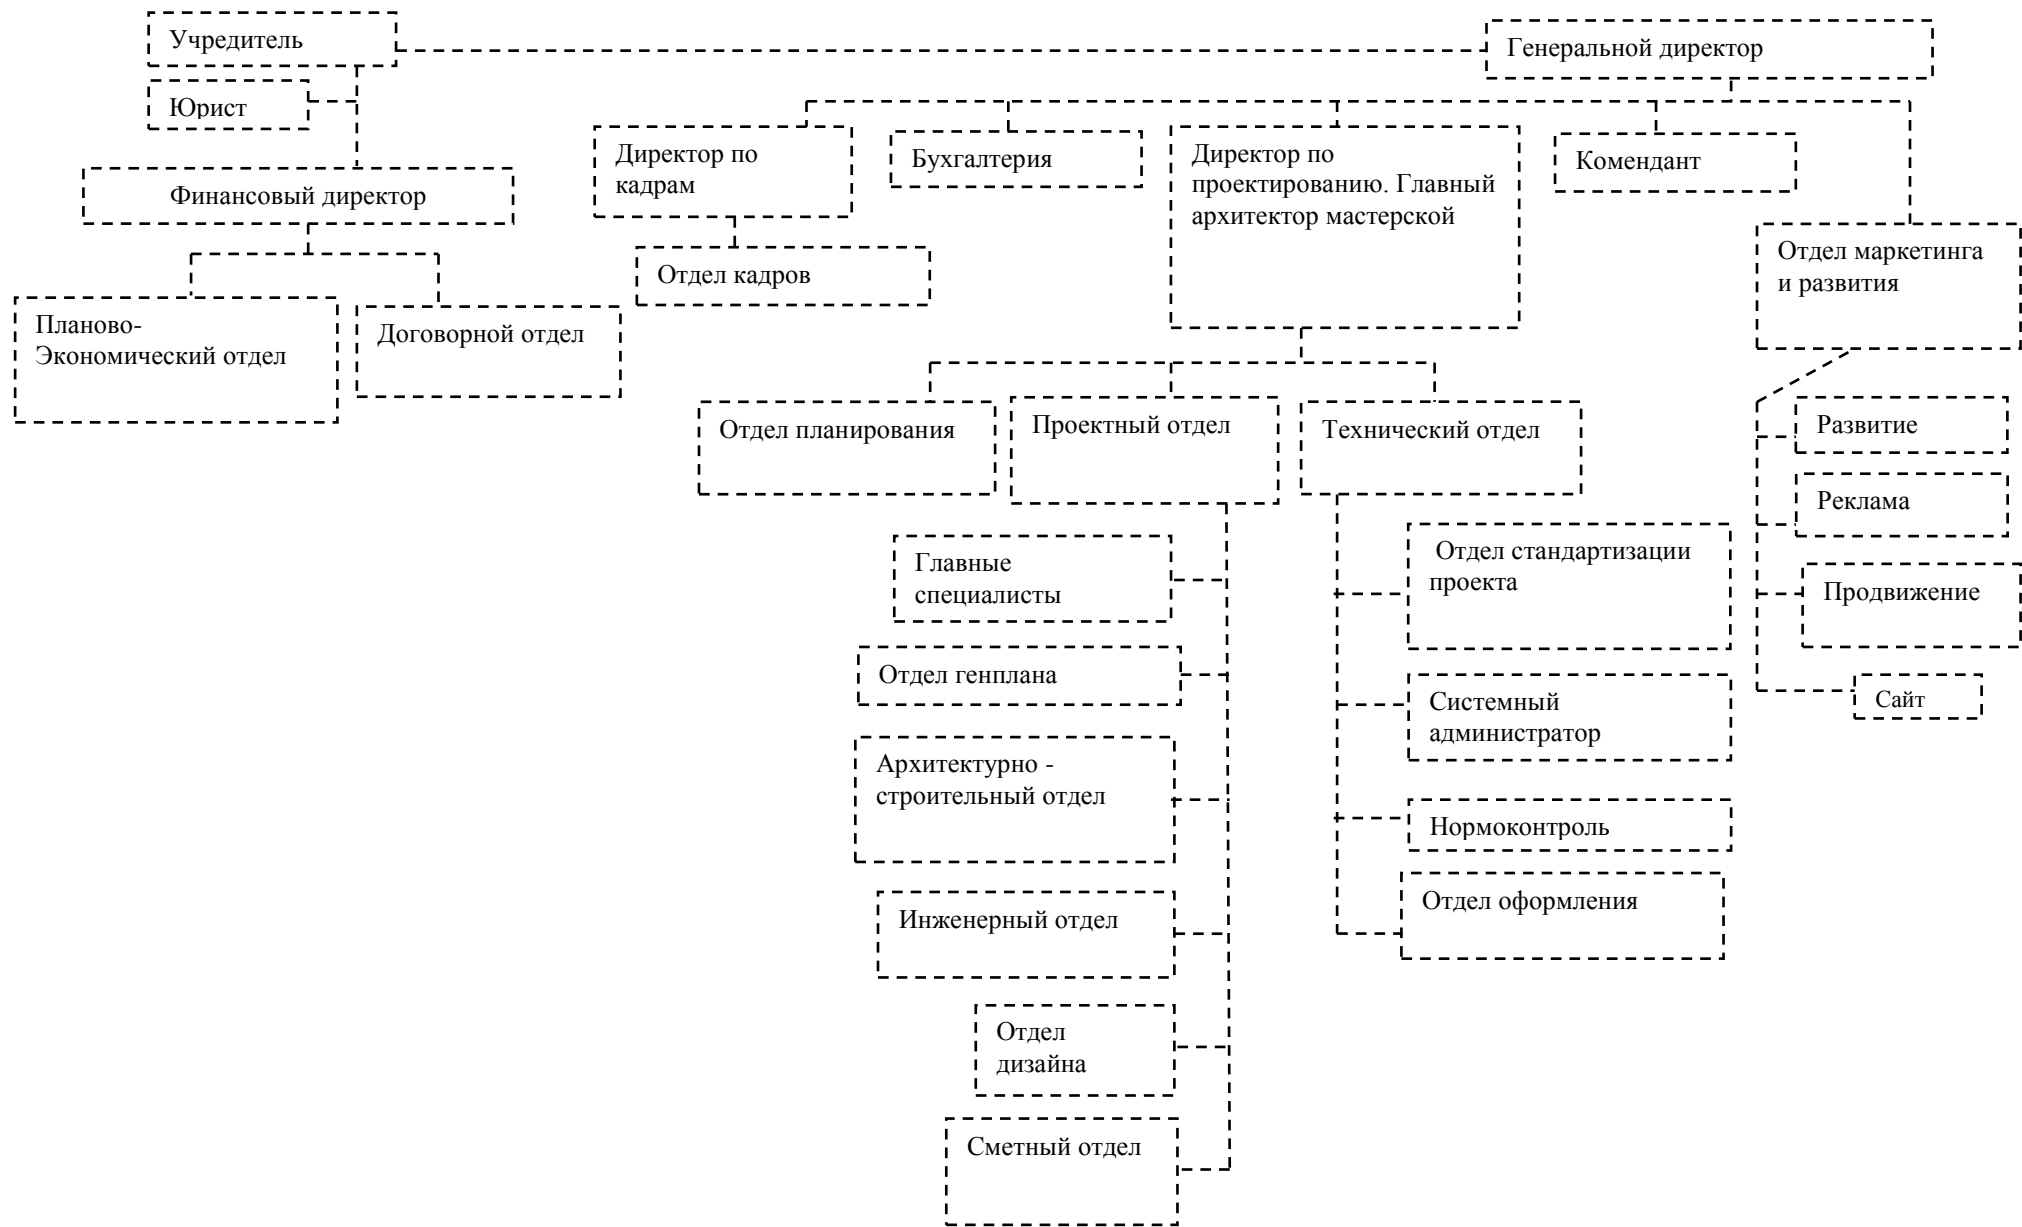 Учредитель
Генеральной директор
Юрист
Директор по
кадрам
Бухгалтерия
Директор по
проектированию. Главный
архитектор мастерской
Комендант
Финансовый директор
Отдел кадров
Отдел маркетинга
и развития
Планово-
Экономический отдел
Договорной отдел
Отдел планирования
Проектный отдел
Технический отдел
Развитие
Реклама
Продвижение
Сайт
Главные
специалисты
Отдел генплана
Архитектурно -
строительный отдел
Инженерный отдел
Отдел
дизайна
Сметный отдел
Отдел стандартизации
проекта
Системный
администратор
Нормоконтроль
Отдел оформления